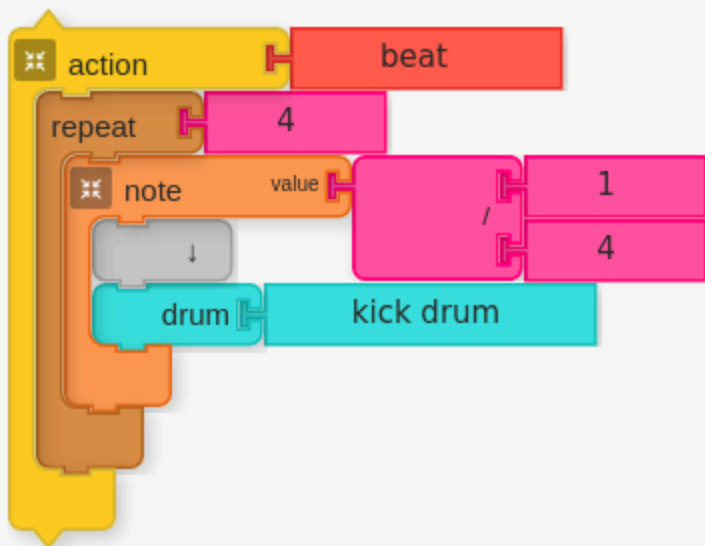 action beat
repeat 4
note value / 1
4
↓
drum kick drum